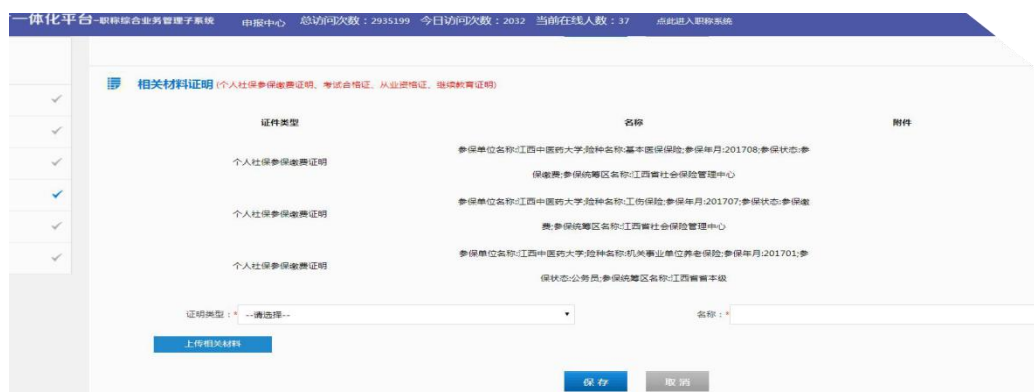 一体化平台-职称综合业务管理子系统 申报中心 总访问次数：2935199 今日访问次数：2032 当前在线人数：37 点此进入职称系统
相关材料证明(个人社保参保缴费证明、考试合格证、从业资格证、继续教育证明)
证件类型 名称 附件
参保单位名称:江西中医药大学;险种名称:基本医保保险;参保年月:201708;参保状态:参
个人社保参保缴费证明
保缴费;参保统筹区名称:江西省社会保险管理中心
参保单位名称:江西中医药大学;险种名称:工伤保险;参保年月:201707;参保状态:参保缴
个人社保参保缴费证明
费;参保统筹区名称:江西省社会保险管理中心
参保单位名称:江西中医药大学;险种名称:机关事业单位养老保险;参保年月:201701;参
个人社保参保缴费证明
保状态:公务员;参保统筹区名称:江西省省本级
证明类型：* --请选择-- 名称：*
上传相关材料
保 存 取 消